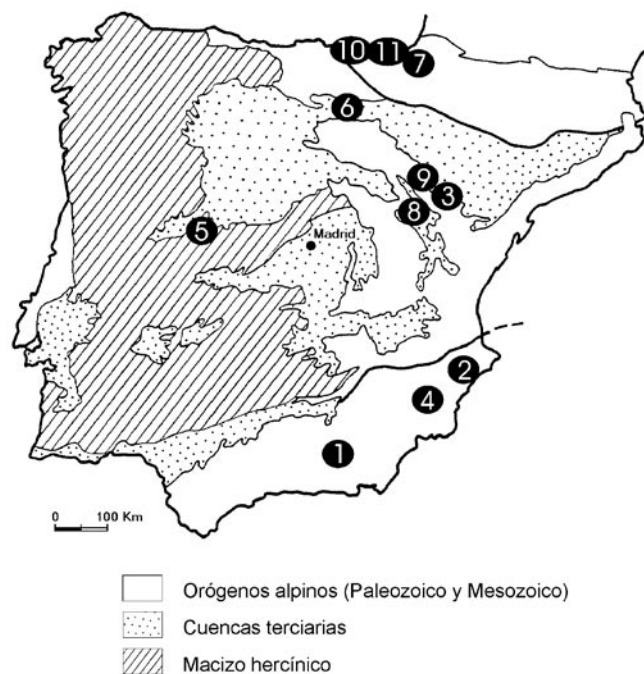 10 11 7
6
9
3
8
5
Madrid
2
4
1
0 100 Km
Orógenos alpinos (Paleozoico y Mesozoico)
Cuencas terciarias
Macizo hercínico